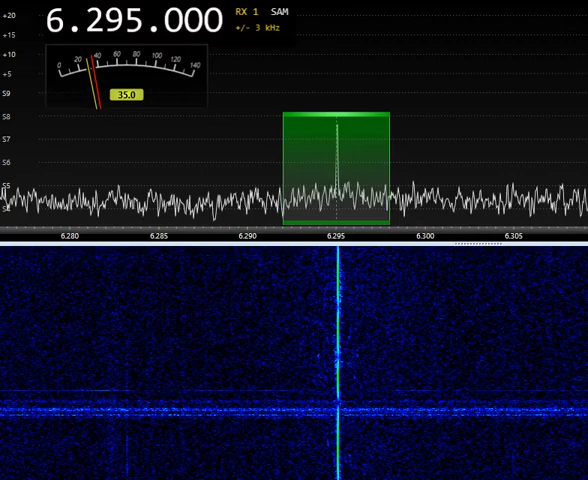 6.295.000
RX 1 SAM
+/- 3 kHz
+20
+15
+10
+5
S9
S8
S7
S6
S5
S4
0 20 40 60 80 100 120 140
35.0
6.280 6.285 6.290 6.295 6.300 6.305